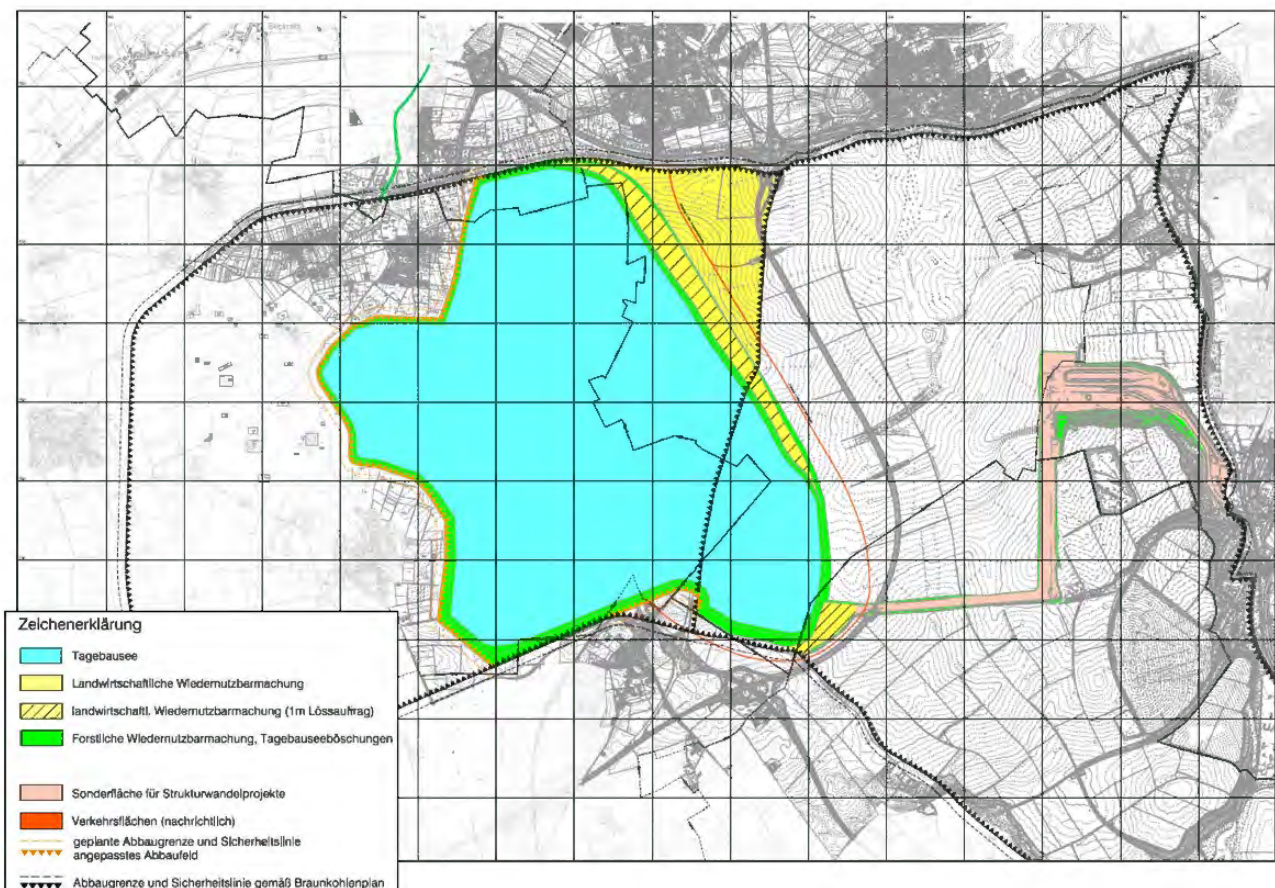 Zeichenerklärung
Tagebausee
Landwirtschaftliche Wiedernutzbarmachung
landwirtschaftl. Wiedernutzbarmachung (1m Lössauftrag)
Forstliche Wiedernutzbarmachung, Tagebauseeböschungen
Sonderfläche für Strukturwandelprojekte
Verkehrsflächen (nachrichtlich)
geplante Abbaugrenze und Sicherheitslinie
angepasstes Abbaufeld
Abbaugrenze und Sicherheitslinie gemäß Braunkohlenplan